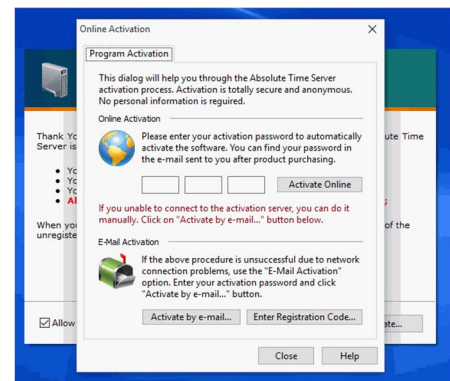 Online Activation
Program Activation
This dialog will help you through the Absolute Time Server
activation process. Activation is totally secure and anonymous.
No personal information is required.
Online Activation
Please enter your activation password to automatically
activate the software. You can find your password in
the e-mail sent to you after product purchasing.
Activate Online
If you unable to connect to the activation server, you can do it
manually. Click on "Activate by e-mail..." button below.
E-Mail Activation
If the above procedure is unsuccessful due to network
connection problems, use the "E-Mail Activation"
option. Enter your activation password and click
"Activate by e-mail..." button.
Activate by e-mail...
Enter Registration Code...
Close
Help
Thank Yo
ute Time
Server is
Yo
Yo
Yo
Al
When you
of the
unregiste
Allow
ate...